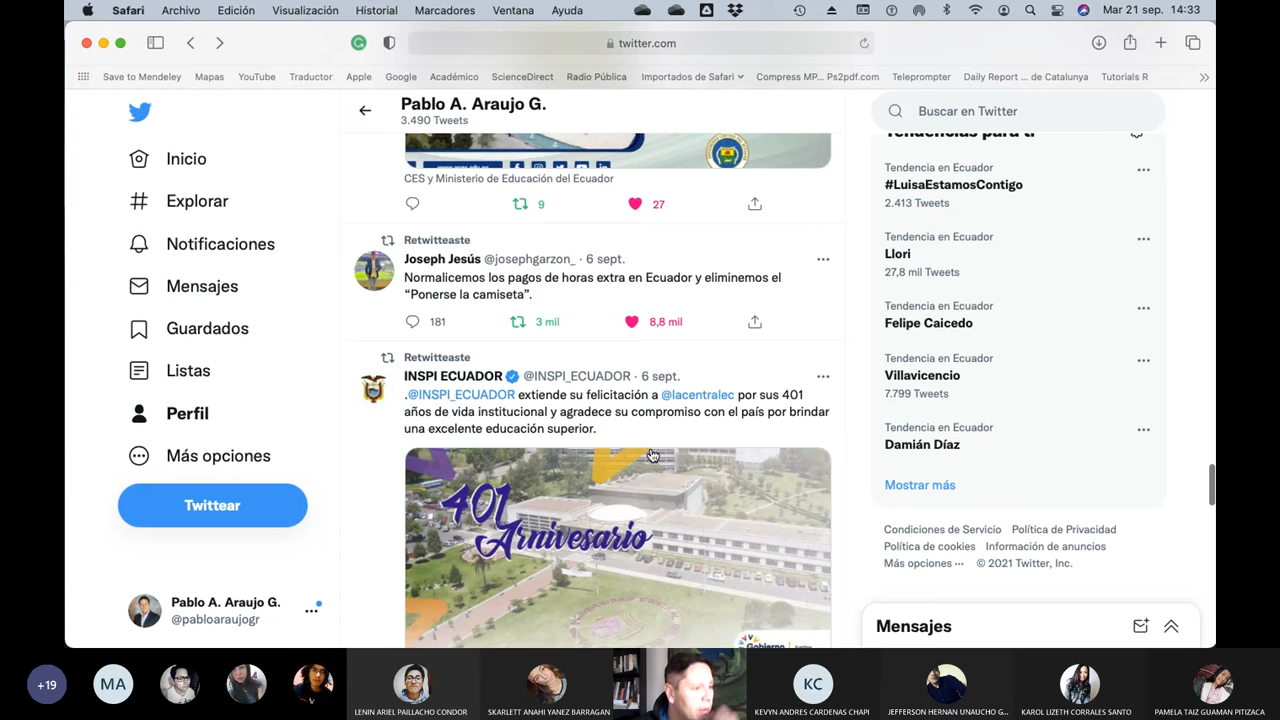 Safari Archivo Edición Visualización Historial Marcadores Ventana Ayuda Mar 21 sep. 14:33
twitter.com
Save to Mendeley Mapas YouTube Traductor Apple Google Académico ScienceDirect Radio Pública Importados de Safari Compress MP... Ps2pdf.com Teleprompter Daily Report ... de Catalunya Tutorials R
Inicio
Explorar
Notificaciones
Mensajes
Guardados
Listas
Perfil
Más opciones
Twittear
Pablo A. Araujo G.
@pabloaraujogr
Pablo A. Araujo G.
3.490 Tweets
CES y Ministerio de Educación del Ecuador
9 27
Retwitteaste
Joseph Jesús @josephgarzon_ · 6 sept.
Normalicemos los pagos de horas extra en Ecuador y eliminemos el
“Ponerse la camiseta”.
181 3 mil 8,8 mil
Retwitteaste
INSPI ECUADOR @INSPI_ECUADOR · 6 sept.
.@INSPI_ECUADOR extiende su felicitación a @lacentralec por sus 401
años de vida institucional y agradece su compromiso con el país por brindar
una excelente educación superior.
401
Aniversario
Gobierno
Buscar en Twitter
Tendencias para ti
Tendencia en Ecuador
#LuisaEstamosContigo
2.413 Tweets
Tendencia en Ecuador
Llori
27,8 mil Tweets
Tendencia en Ecuador
Felipe Caicedo
Tendencia en Ecuador
Villavicencio
7.799 Tweets
Tendencia en Ecuador
Damián Díaz
Mostrar más
Condiciones de Servicio Política de Privacidad
Política de cookies Información de anuncios
Más opciones ··· © 2021 Twitter, Inc.
Mensajes
+19 MA KC
LENIN ARIEL PAILLACHO CONDOR SKARLETT ANAHI YANEZ BARRAGAN KEVYN ANDRES CARDENAS CHAPI JEFFERSON HERNAN UNAUCHO G... KAROL LIZETH CORRALES SANTO PAMELA TAIZ GUAMAN PITIZACA